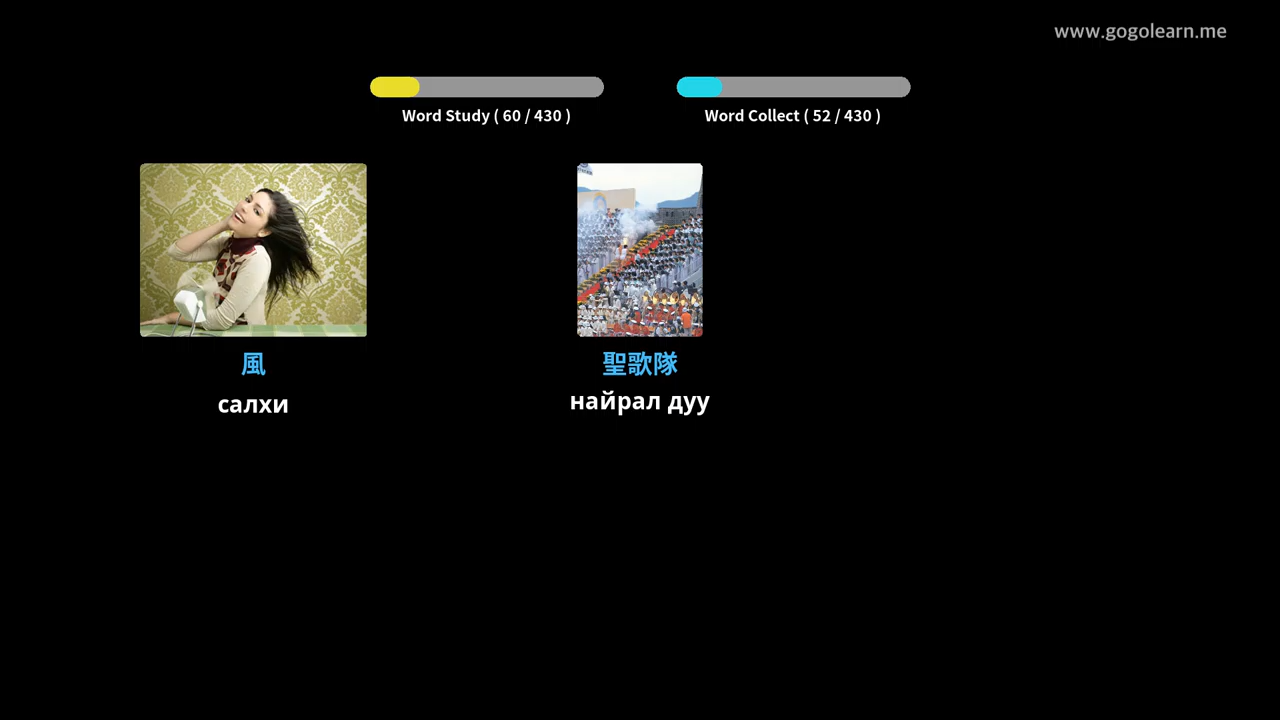 www.gogolearn.me
Word Study ( 60 / 430 )
Word Collect ( 52 / 430 )
風
салхи
聖歌隊
найрал дуу